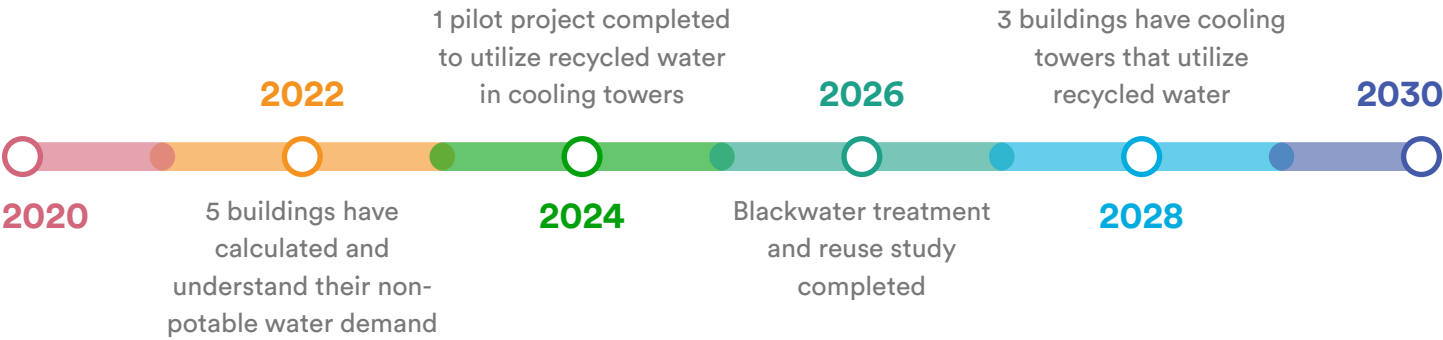 2020
2022
5 buildings have
calculated and
understand their non-
potable water demand
1 pilot project completed
to utilize recycled water
in cooling towers
2024
2026
Blackwater treatment
and reuse study
completed
3 buildings have cooling
towers that utilize
recycled water
2028
2030